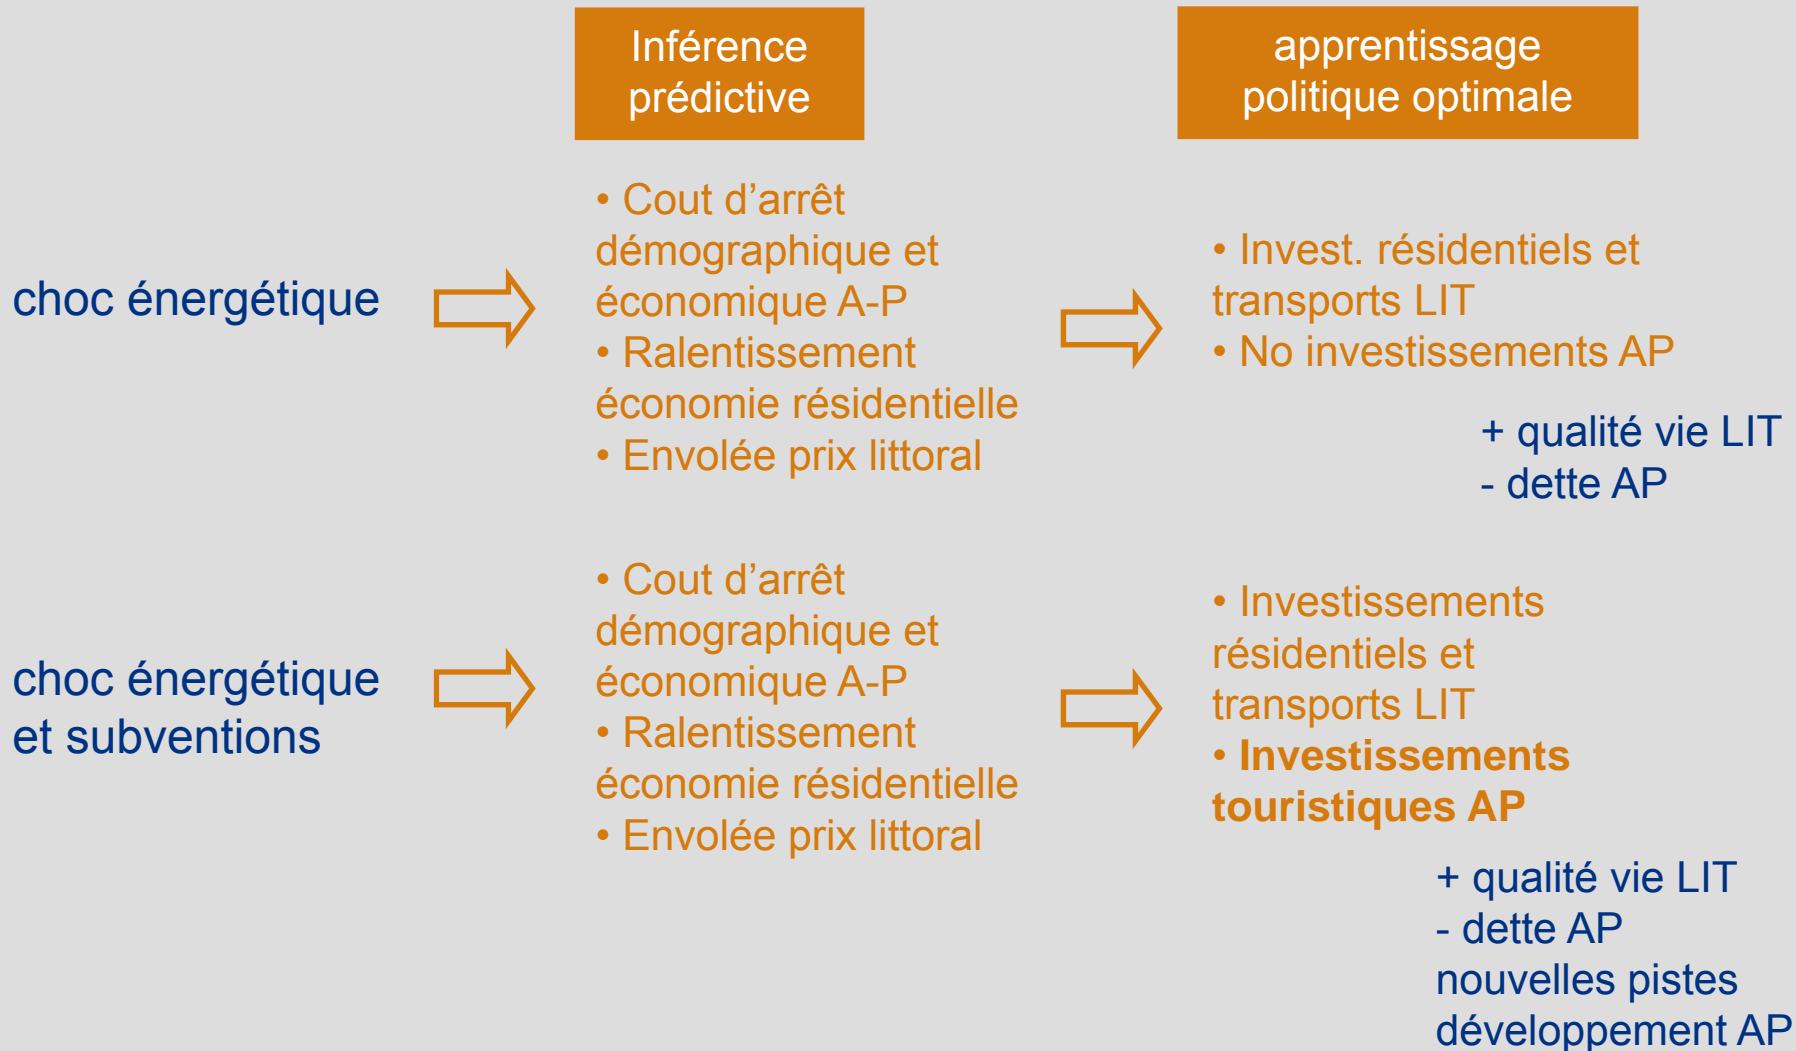 Inférence
prédictive
apprentissage
politique optimale
choc énergétique
• Cout d’arrêt
démographique et
économique A-P
• Ralentissement
économie résidentielle
• Envolée prix littoral
• Invest. résidentiels et
transports LIT
• No investissements AP
+ qualité vie LIT
- dette AP
choc énergétique
et subventions
• Cout d’arrêt
démographique et
économique A-P
• Ralentissement
économie résidentielle
• Envolée prix littoral
• Investissements
résidentiels et
transports LIT
• Investissements
touristiques AP
+ qualité vie LIT
- dette AP
nouvelles pistes
développement AP